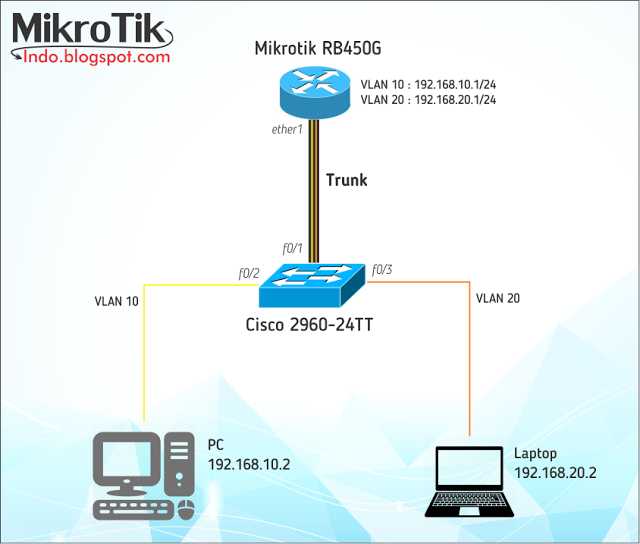 MikroTik
Indo.blogspot.com
Mikrotik RB450G
VLAN 10 : 192.168.10.1/24
VLAN 20 : 192.168.20.1/24
ether1
Trunk
f0/1
f0/2
f0/3
VLAN 10
VLAN 20
Cisco 2960-24TT
PC
192.168.10.2
Laptop
192.168.20.2